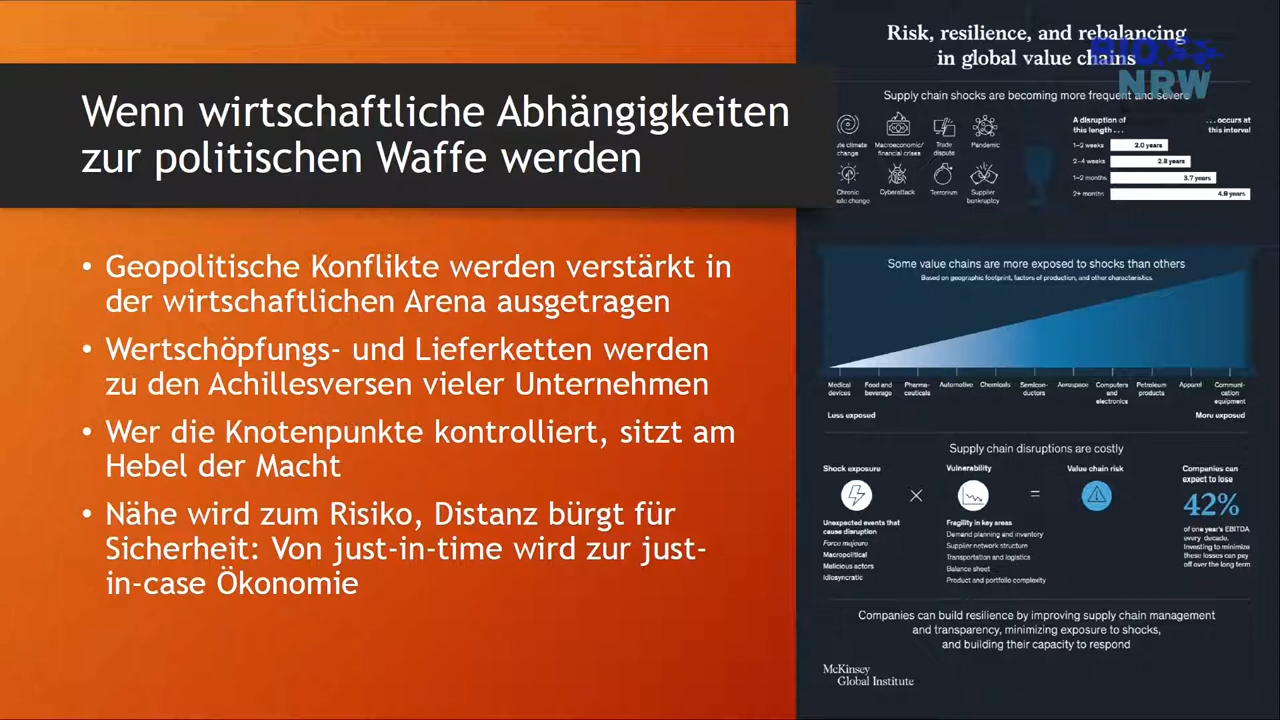 Wenn wirtschaftliche Abhängigkeiten
zur politischen Waffe werden
• Geopolitische Konflikte werden verstärkt in
der wirtschaftlichen Arena ausgetragen
• Wertschöpfungs- und Lieferketten werden
zu den Achillesversen vieler Unternehmen
• Wer die Knotenpunkte kontrolliert, sitzt am
Hebel der Macht
• Nähe wird zum Risiko, Distanz bürgt für
Sicherheit: Von just-in-time wird zur just-
in-case Ökonomie
Risk, resilience, and rebalancing
in global value chains
BIO.
NRW
Supply chain shocks are becoming more frequent and severe
climate
change
Macroeconomic/
financial crises
Trade
dispute
Pandemic
Chronic
change
Cyberattack
Terrorism
Supplier
bankruptcy
A disruption of
this length . . .
. . . occurs at
this interval
1–2 weeks 2.0 years
2–4 weeks 2.8 years
1–2 months 3.7 years
2+ months 4.9 years
Some value chains are more exposed to shocks than others
Based on geographic footprint, factors of production, and other characteristics.
Medical
devices
Food and
beverage
Pharma-
ceuticals
Automotive
Chemicals
Semicon-
ductors
Aerospace
Computers
and
electronics
Petroleum
products
Apparel
Communi-
cation
equipment
Less exposed
More exposed
Supply chain disruptions are costly
Shock exposure
×
Vulnerability
=
Value chain risk
Unexpected events that
cause disruption
Force majeure
Macropolitical
Malicious actors
Idiosyncratic
Fragility in key areas
Demand planning and inventory
Supplier network structure
Transportation and logistics
Balance sheet
Product and portfolio complexity
Companies can
expect to lose
42%
of one year's EBITDA
every decade.
Investing to minimize
these losses can pay
off over the long term
Companies can build resilience by improving supply chain management
and transparency, minimizing exposure to shocks,
and building their capacity to respond
McKinsey
Global Institute